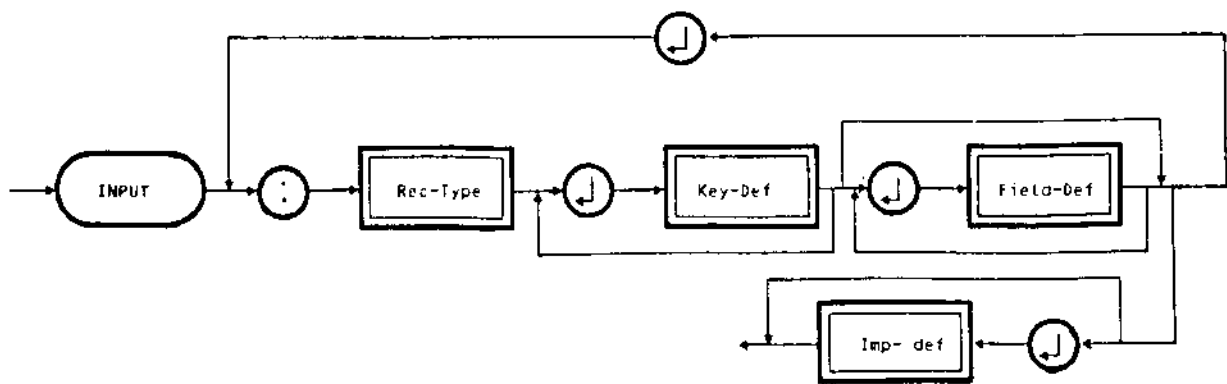 INPUT
:
Rec-Type
Key-Def
Field-Def
Imp- def